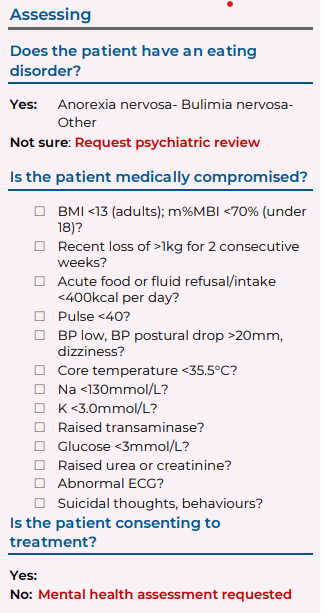 Assessing
Does the patient have an eating
disorder?
Yes: Anorexia nervosa- Bulimia nervosa-
Other
Not sure: Request psychiatric review
Is the patient medically compromised?
☐ BMI <13 (adults); m%MBI <70% (under
18)?
☐ Recent loss of >1kg for 2 consecutive
weeks?
☐ Acute food or fluid refusal/intake
<400kcal per day?
☐ Pulse <40?
☐ BP low, BP postural drop >20mm,
dizziness?
☐ Core temperature <35.5°C?
☐ Na <130mmol/L?
☐ K <3.0mmol/L?
☐ Raised transaminase?
☐ Glucose <3mmol/L?
☐ Raised urea or creatinine?
☐ Abnormal ECG?
☐ Suicidal thoughts, behaviours?
Is the patient consenting to
treatment?
Yes:
No: Mental health assessment requested